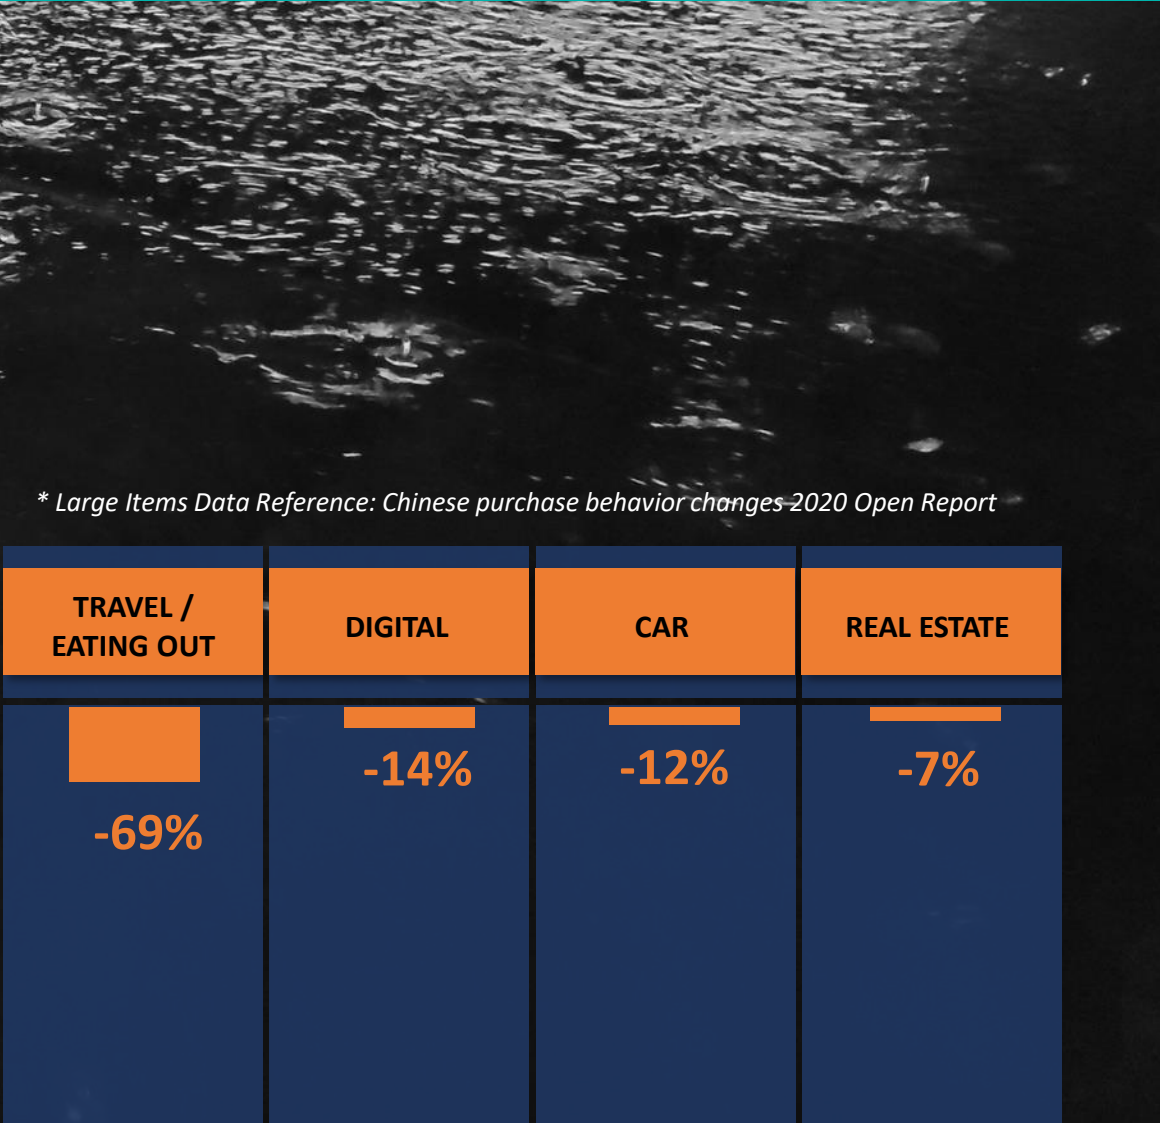 * Large Items Data Reference: Chinese purchase behavior changes 2020 Open Report
TRAVEL /
EATING OUT
DIGITAL
CAR
REAL ESTATE
-69%
-14%
-12%
-7%